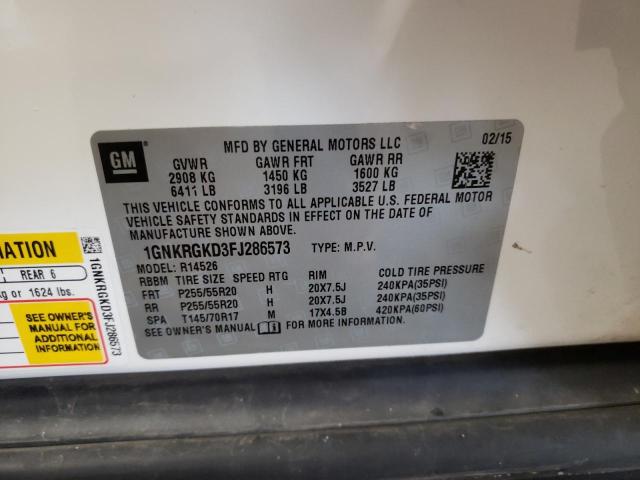 GM
MFD BY GENERAL MOTORS LLC 02/15
GVWR GAWR FRT GAWR RR
2908 KG 1450 KG 1600 KG
6411 LB 3196 LB 3527 LB
THIS VEHICLE CONFORMS TO ALL APPLICABLE U.S. FEDERAL MOTOR
VEHICLE SAFETY STANDARDS IN EFFECT ON THE DATE OF
MANUFACTURE SHOWN ABOVE.
1GNKRGKD3FJ286573 TYPE: M.P.V.
MODEL: R14526
RBBM TIRE SIZE SPEED RTG RIM COLD TIRE PRESSURE
FRT P255/55R20 H 20X7.5J 240KPA(35PSI)
RR P255/55R20 H 20X7.5J 240KPA(35PSI)
SPA T145/70R17 M 17X4.5B 420KPA(60PSI)
SEE OWNER'S MANUAL FOR MORE INFORMATION.
MATION
REAR 6
kg or 1624 lbs.
SEE OWNER'S
MANUAL FOR
ADDITIONAL
INFORMATION
1GNKRGKD3FJ286573